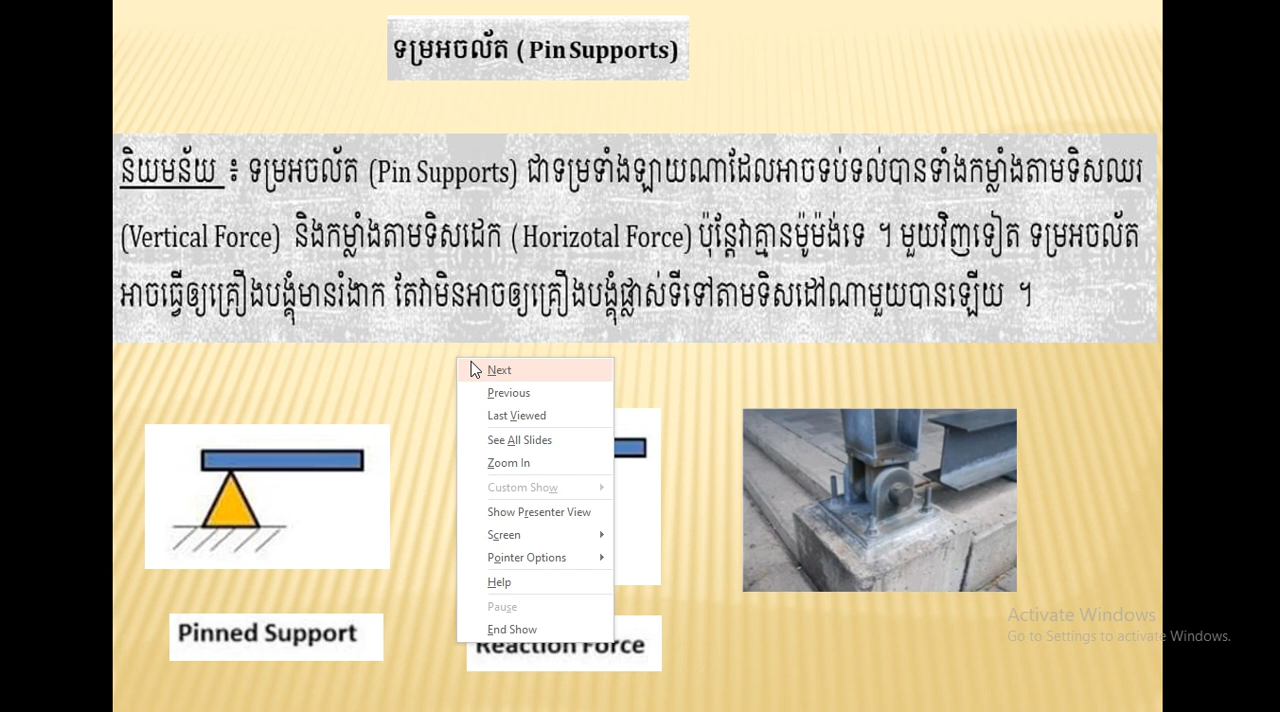 ទម្រអចល័ត ( Pin Supports)
និយមន័យ ៖ ទម្រអចល័ត (Pin Supports) ជាទម្រទាំងឡាយណាដែលអាចទប់ទល់បានទាំងកម្លាំងតាមទិសឈរ
(Vertical Force) និងកម្លាំងតាមទិសដេក ( Horizotal Force) ប៉ុន្តែវាគ្មានម៉ូម៉ង់ទេ ។ មួយវិញទៀត ទម្រអចល័ត
អាចធ្វើឲ្យគ្រឿងបង្គុំមានរំងាក តែវាមិនអាចឲ្យគ្រឿងបង្គុំផ្លាស់ទីទៅតាមទិសដៅណាមួយបានឡើយ ។
Next
Previous
Last Viewed
See All Slides
Zoom In
Custom Show
Show Presenter View
Screen
Pointer Options
Help
Pause
End Show
Pinned Support
Reaction Force
Activate Windows
Go to Settings to activate Windows.